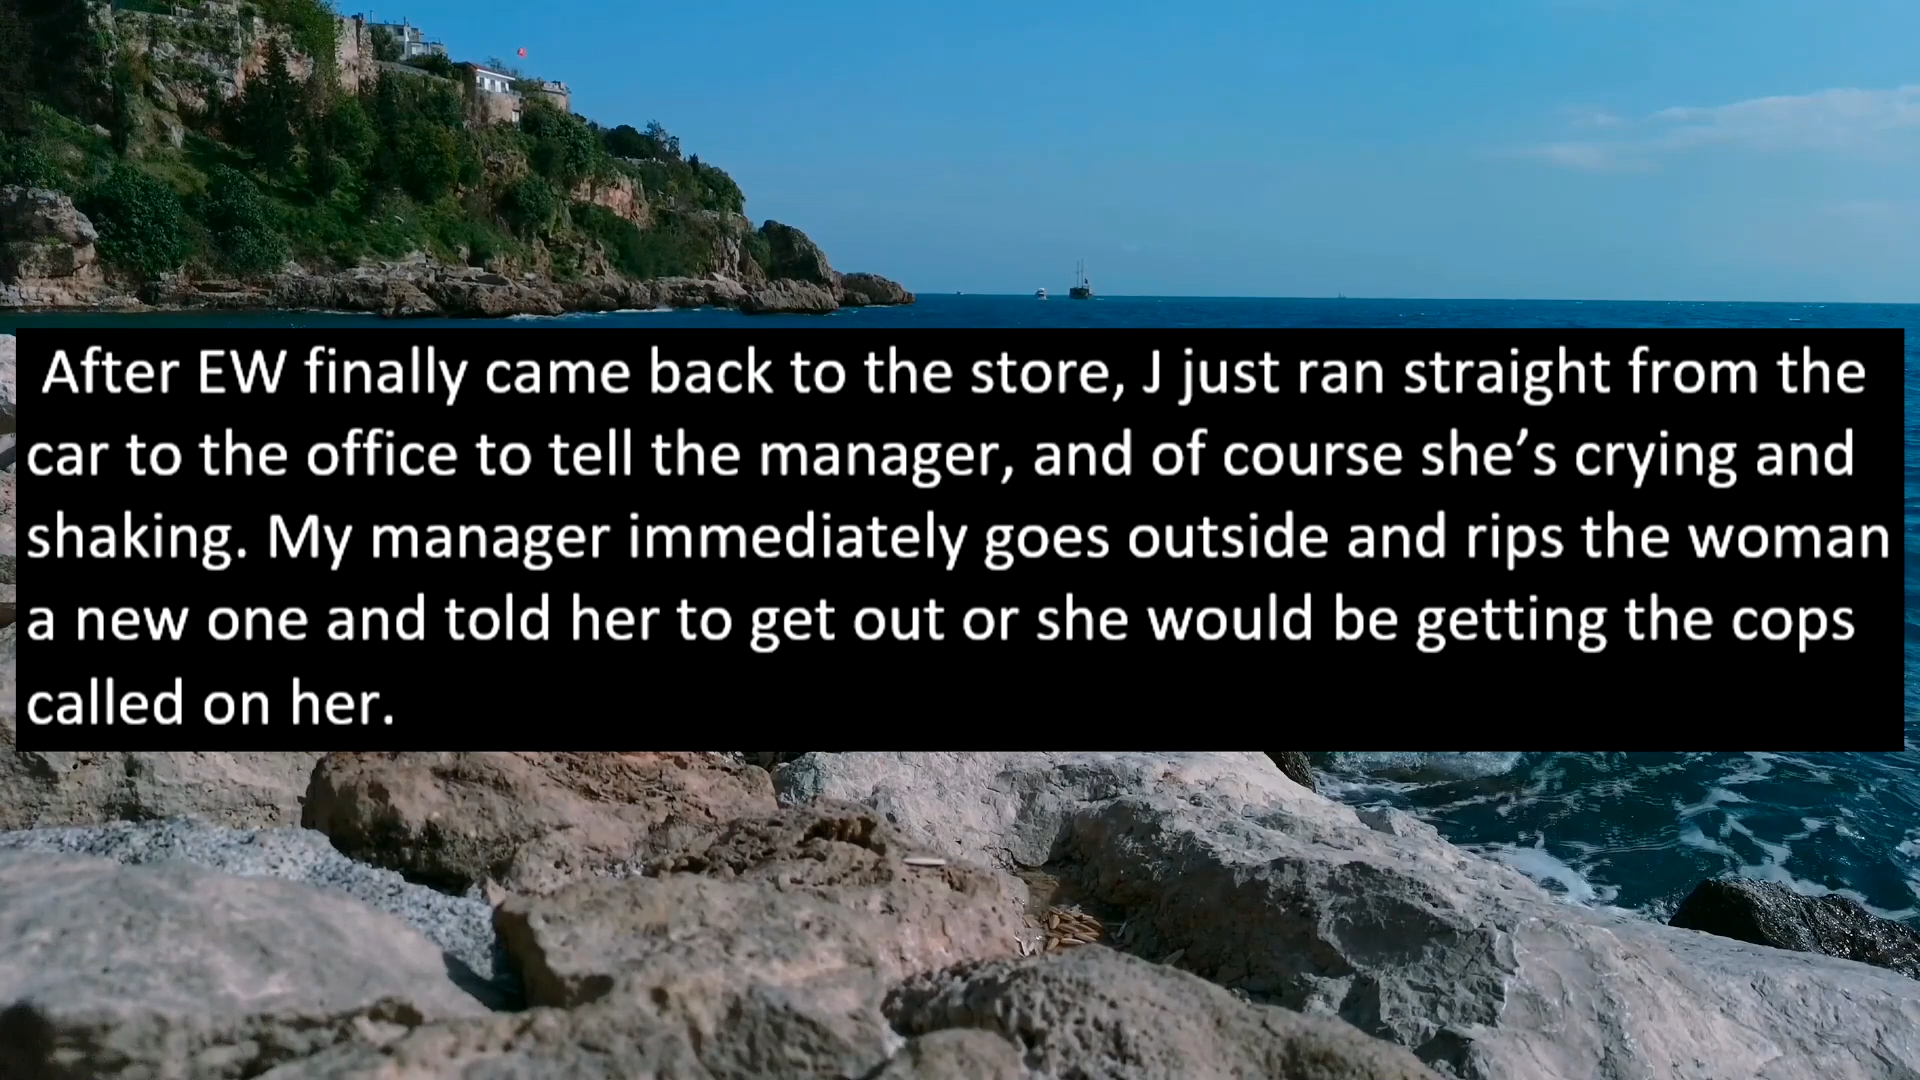 After EW finally came back to the store, J just ran straight from the
car to the office to tell the manager, and of course she’s crying and
shaking. My manager immediately goes outside and rips the woman
a new one and told her to get out or she would be getting the cops
called on her.